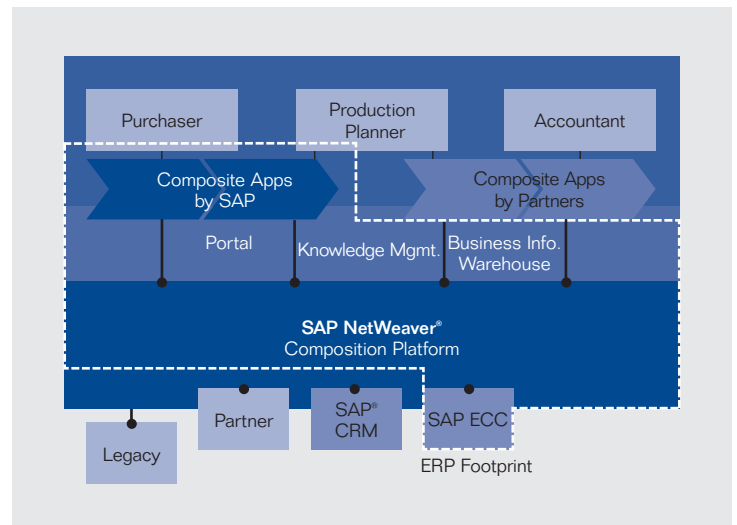 Purchaser
Production
Planner
Accountant
Composite Apps
by SAP
Composite Apps
by Partners
Portal
Knowledge Mgmt.
Business Info.
Warehouse
SAP NetWeaver®
Composition Platform
Legacy
Partner
SAP®
CRM
SAP ECC
ERP Footprint